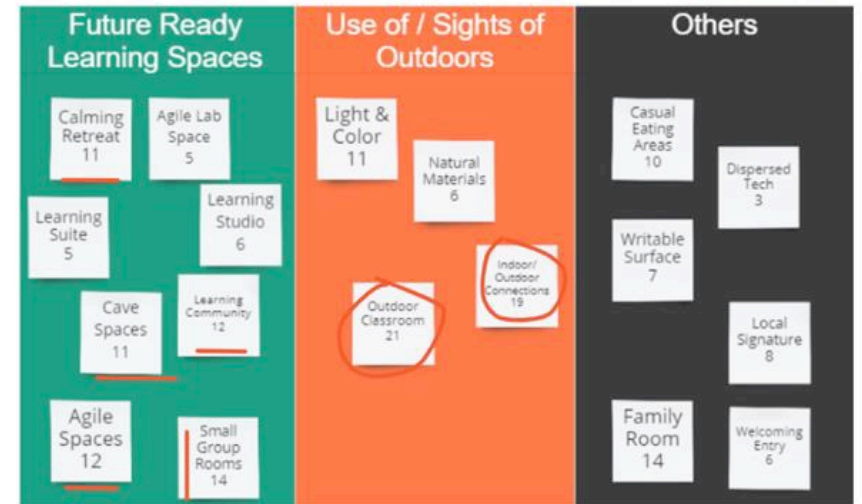 Future Ready
Learning Spaces
Calming
Retreat
11
Agile Lab
Space
5
Learning
Suite
5
Learning
Studio
6
Cave
Spaces
11
Learning
Community
12
Agile
Spaces
12
Small
Group
Rooms
14
Use of / Sights of
Outdoors
Light &
Color
11
Natural
Materials
6
Indoor/
Outdoor
Connections
19
Outdoor
Classroom
21
Others
Casual
Eating
Areas
10
Dispersed
Tech
3
Writable
Surface
7
Local
Signature
8
Family
Room
14
Welcoming
Entry
6